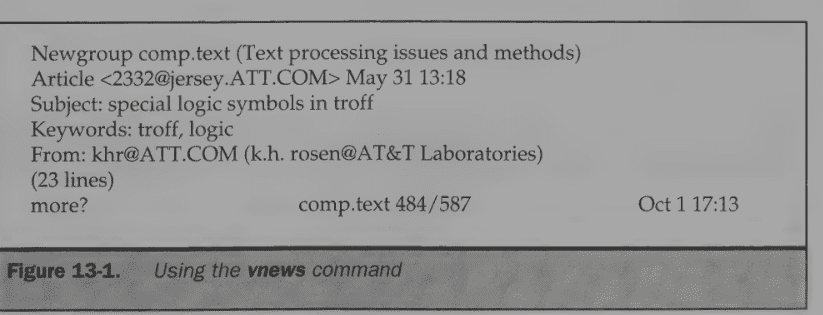 Newgroup comp.text (Text processing issues and methods)
Article <2332@jersey.ATT.COM> May 31 13:18
Subject: special logic symbols in troff
Keywords: troff, logic
From: khr@ATT.COM (k.h. rosen@AT&T Laboratories)
(23 lines)
more? comp.text 484/587 Oct 1 17:13
Figure 13-1. Using the vnews command